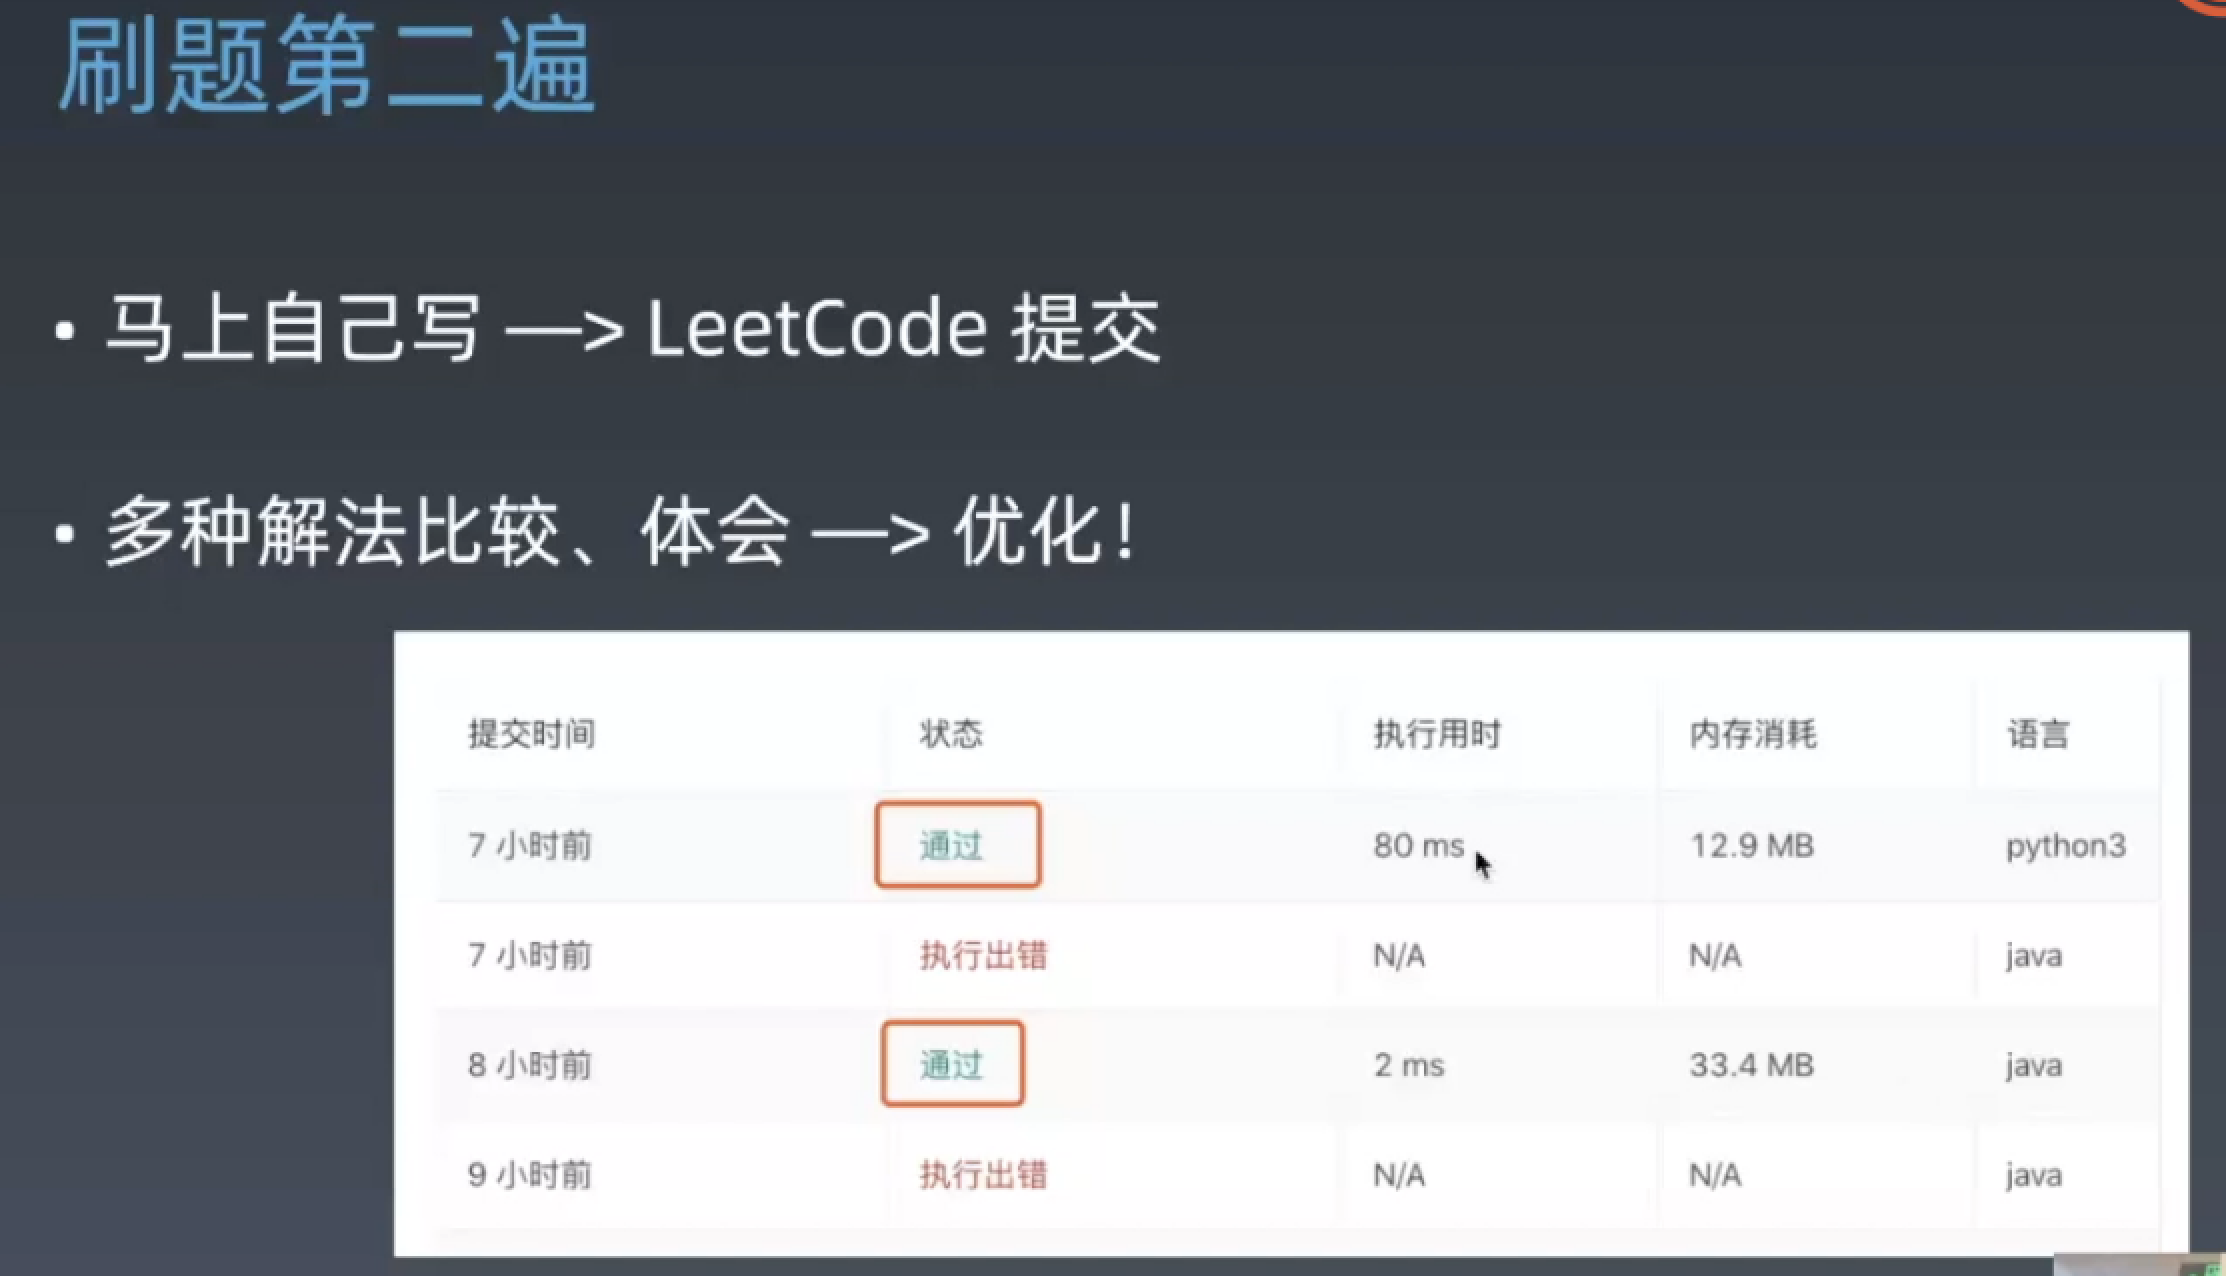 刷题第二遍
• 马上自己写 —> LeetCode 提交
• 多种解法比较、体会 —> 优化！
提交时间 状态 执行用时 内存消耗 语言
7 小时前 通过 80 ms 12.9 MB python3
7 小时前 执行出错 N/A N/A java
8 小时前 通过 2 ms 33.4 MB java
9 小时前 执行出错 N/A N/A java